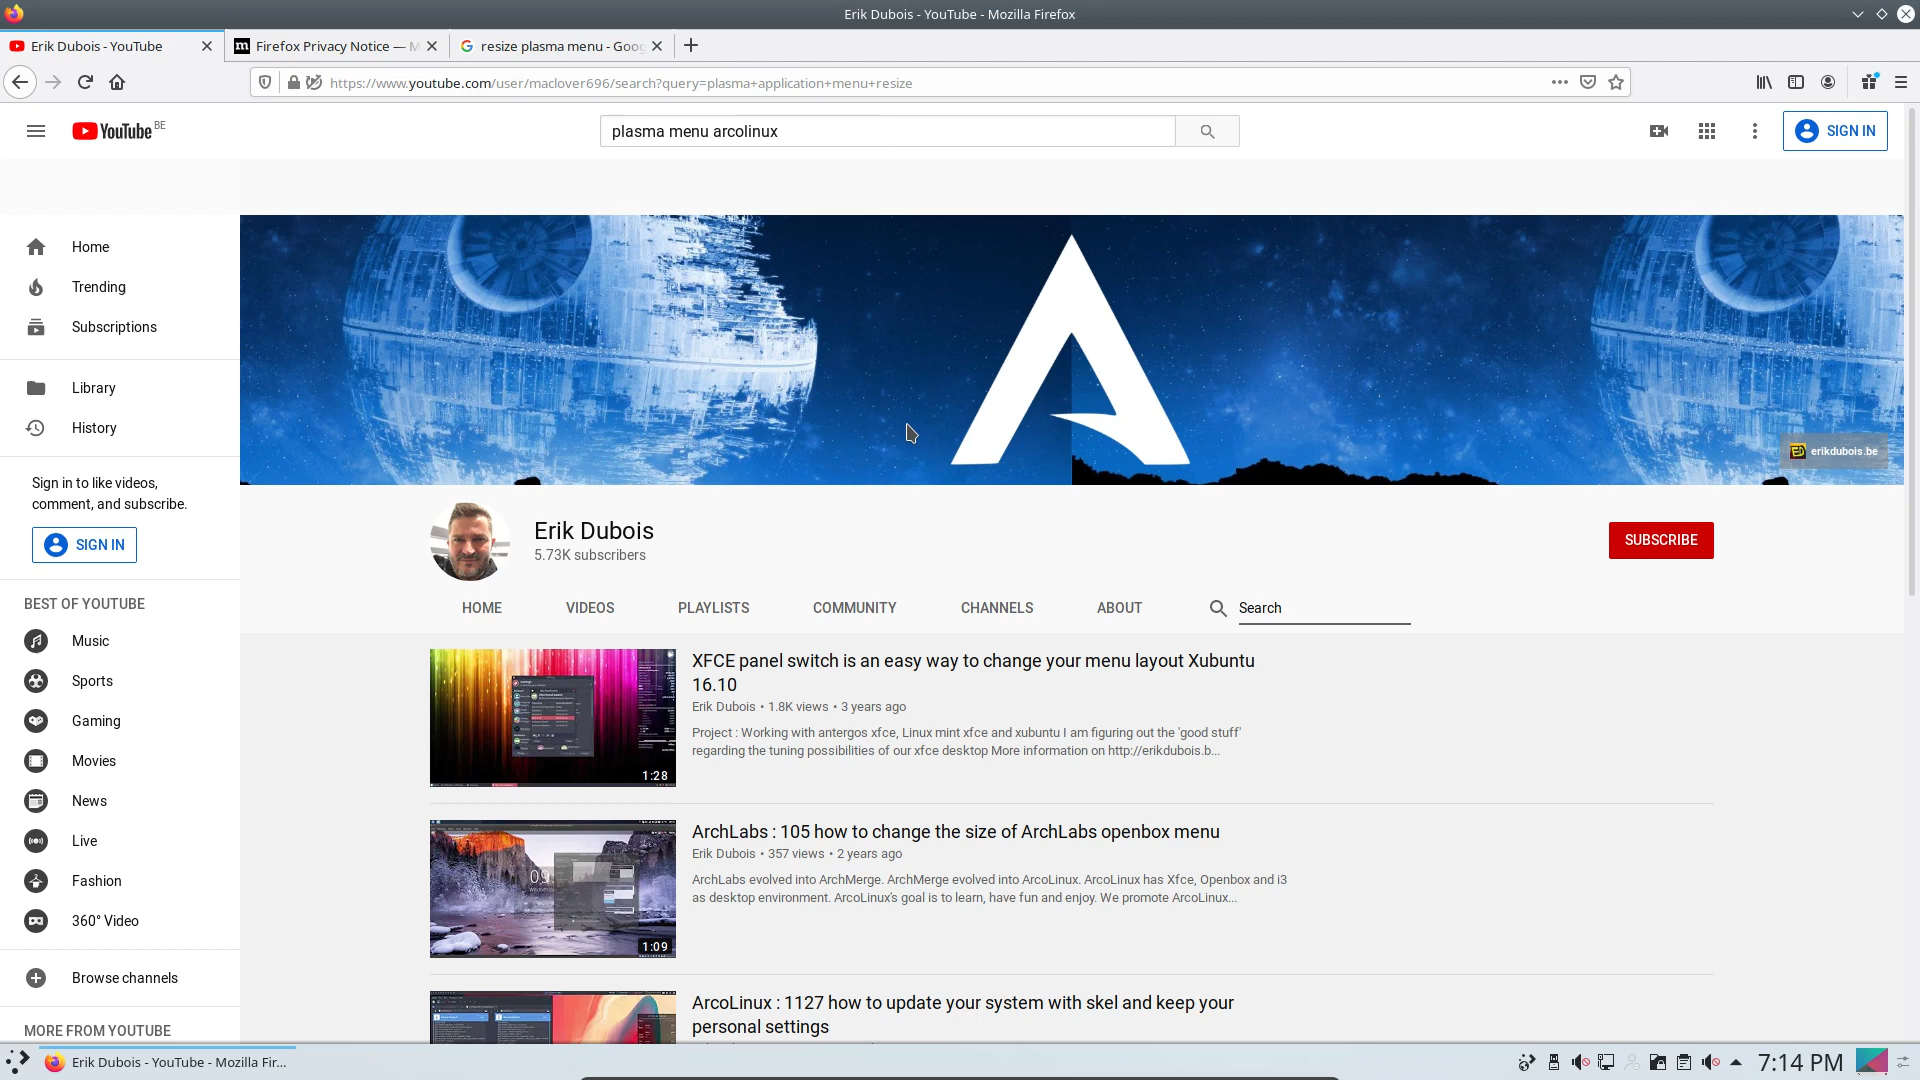 Erik Dubois - YouTube - Mozilla Firefox
Erik Dubois - YouTube
Firefox Privacy Notice — M
resize plasma menu - Goog
https://www.youtube.com/user/maclover696/search?query=plasma+application+menu+resize
YouTube BE
plasma menu arcolinux
SIGN IN
Home
Trending
Subscriptions
Library
History
Sign in to like videos,
comment, and subscribe.
SIGN IN
BEST OF YOUTUBE
Music
Sports
Gaming
Movies
News
Live
Fashion
360° Video
Browse channels
MORE FROM YOUTUBE
ED erikdubois.be
Erik Dubois
5.73K subscribers
SUBSCRIBE
HOME VIDEOS PLAYLISTS COMMUNITY CHANNELS ABOUT Search
XFCE panel switch is an easy way to change your menu layout Xubuntu
16.10
Erik Dubois • 1.8K views • 3 years ago
Project : Working with antergos xfce, Linux mint xfce and xubuntu I am figuring out the 'good stuff'
regarding the tuning possibilities of our xfce desktop More information on http://erikdubois.b...
1:28
ArchLabs : 105 how to change the size of ArchLabs openbox menu
Erik Dubois • 357 views • 2 years ago
ArchLabs evolved into ArchMerge. ArchMerge evolved into ArcoLinux. ArcoLinux has Xfce, Openbox and i3
as desktop environment. ArcoLinux's goal is to learn, have fun and enjoy. We promote ArcoLinux...
1:09
ArcoLinux : 1127 how to update your system with skel and keep your
personal settings
Erik Dubois - YouTube - Mozilla Fir...
7:14 PM